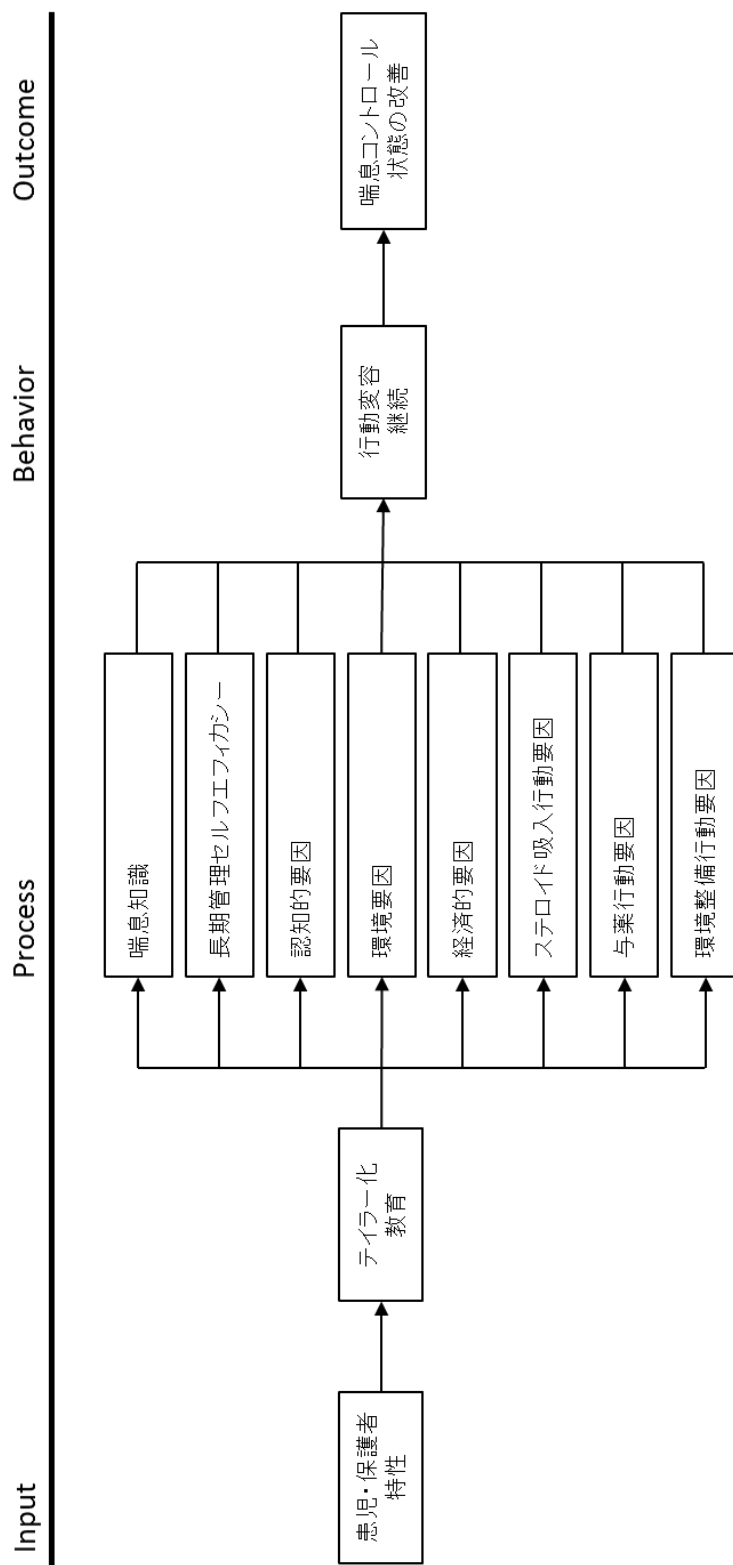 Input
Process
Behavior
Outcome
患児・保護者
特性
テイラー化
教育
喘息知識
長期管理セルフエフィカシー
認知的要因
環境要因
経済的要因
ステロイド吸入行動要因
与薬行動要因
環境整備行動要因
行動変容
継続
喘息コントロール
状態の改善